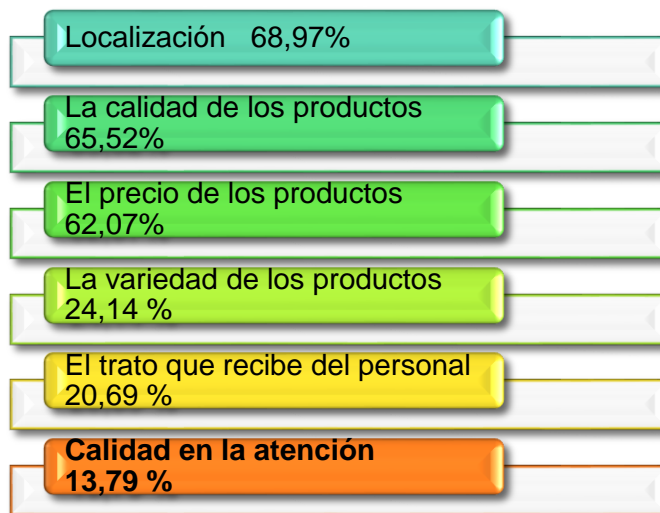 Localización 68,97%
La calidad de los productos
65,52%
El precio de los productos
62,07%
La variedad de los productos
24,14 %
El trato que recibe del personal
20,69 %
Calidad en la atención
13,79 %